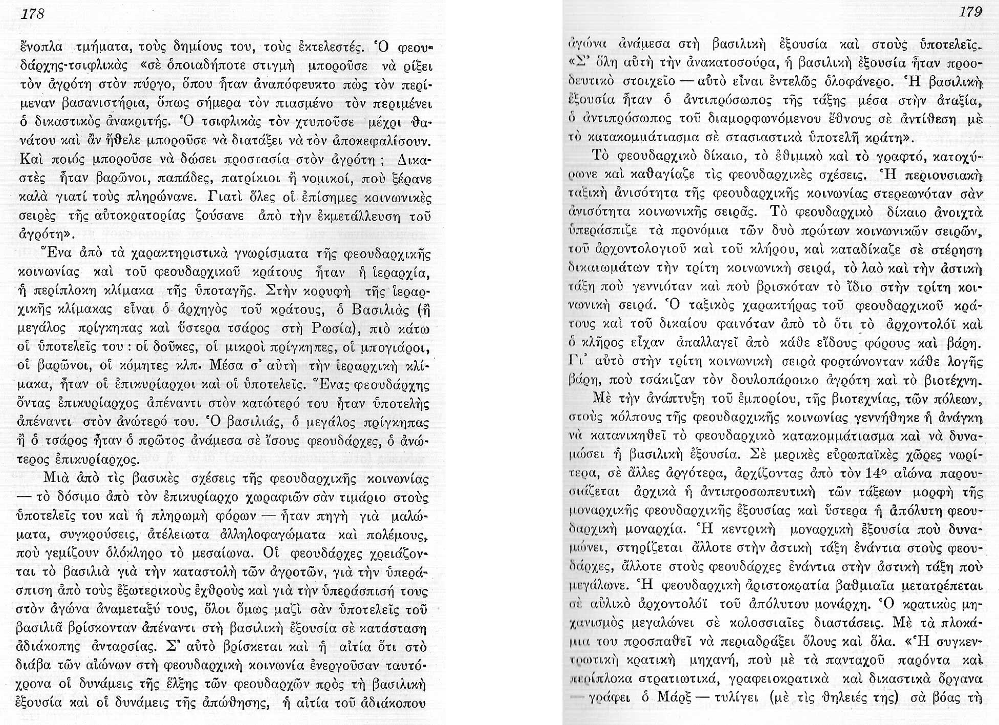 178
ἔνοπλα τμήματα, τοὺς δημίους του, τοὺς ἐκτελεστές. Ὁ φεου-
δάρχης-τσιφλικὰς «σὲ ὁποιαδήποτε στιγμὴ μποροῦσε νὰ ρίξει
τὸν ἀγρότη στὸν πύργο, ὅπου ἦταν ἀναπόφευκτο πὼς τὸν περί-
μεναν βασανιστήρια, ὅπως σήμερα τὸν πιασμένο τὸν περιμένει
ὁ δικαστικὸς ἀνακριτής. Ὁ τσιφλικὰς τὸν χτυποῦσε μέχρι θα-
νάτου καὶ ἂν ἤθελε μποροῦσε νὰ διατάξει νὰ τὸν ἀποκεφαλίσουν.
Καὶ ποιός μποροῦσε νὰ δώσει προστασία στὸν ἀγρότη ; Δικα-
στὲς ἦταν βαρῶνοι, παπάδες, πατρίκιοι ἢ νομικοί, ποὺ ξέρανε
καλὰ γιατί τοὺς πληρώνανε. Γιατὶ ὅλες οἱ ἐπίσημες κοινωνικὲς
σειρὲς τῆς αὐτοκρατορίας ζούσανε ἀπὸ τὴν ἐκμετάλλευση τοῦ
ἀγρότη».
Ἕνα ἀπὸ τὰ χαρακτηριστικὰ γνωρίσματα τῆς φεουδαρχικῆς
κοινωνίας καὶ τοῦ φεουδαρχικοῦ κράτους ἦταν ἡ ἱεραρχία,
ἡ περίπλοκη κλίμακα τῆς ὑποταγῆς. Στὴν κορυφὴ τῆς ἱεραρ-
χικῆς κλίμακας εἶναι ὁ ἀρχηγὸς τοῦ κράτους, ὁ Βασιλιὰς (ἢ
μεγάλος πρίγκηπας καὶ ὕστερα τσάρος στὴ Ρωσία), πιὸ κάτω
οἱ ὑποτελεῖς του : οἱ δοῦκες, οἱ μικροὶ πρίγκηπες, οἱ μπογιάροι,
οἱ βαρῶνοι, οἱ κόμητες κλπ. Μέσα σ᾽ αὐτὴ τὴν ἱεραρχικὴ κλί-
μακα, ἦταν οἱ ἐπικυρίαρχοι καὶ οἱ ὑποτελεῖς. Ἕνας φεουδάρχης
ὄντας ἐπικυρίαρχος ἀπέναντι στὸν κατώτερό του ἦταν ὑποτελὴς
ἀπέναντι στὸν ἀνώτερό του. Ὁ βασιλιάς, ὁ μεγάλος πρίγκηπας
ἢ ὁ τσάρος ἦταν ὁ πρῶτος ἀνάμεσα σὲ ἴσους φεουδάρχες, ὁ ἀνώ-
τερος ἐπικυρίαρχος.
Μιὰ ἀπὸ τὶς βασικὲς σχέσεις τῆς φεουδαρχικῆς κοινωνίας
— τὸ δόσιμο ἀπὸ τὸν ἐπικυρίαρχο χωραφιῶν σὰν τιμάριο στοὺς
ὑποτελεῖς του καὶ ἡ πληρωμὴ φόρων — ἦταν πηγὴ γιὰ μαλώ-
ματα, συγκρούσεις, ἀτέλειωτα ἀλληλοφαγώματα καὶ πολέμους,
ποὺ γεμίζουν ὁλόκληρο τὸ μεσαίωνα. Οἱ φεουδάρχες χρειάζον-
ται τὸ βασιλιὰ γιὰ τὴν καταστολὴ τῶν ἀγροτῶν, γιὰ τὴν ὑπερά-
σπιση ἀπὸ τοὺς ἐξωτερικοὺς ἐχθροὺς καὶ γιὰ τὴν ὑπεράσπισή τους
στὸν ἀγώνα ἀναμεταξύ τους, ὅλοι ὅμως μαζὶ σὰν ὑποτελεῖς τοῦ
βασιλιᾶ βρίσκονταν ἀπέναντι στὴ βασιλικὴ ἐξουσία σὲ κατάσταση
ἀδιάκοπης ἀνταρσίας. Σ᾽ αὐτὸ βρίσκεται καὶ ἡ αἰτία ὅτι στὸ
διάβα τῶν αἰώνων στὴ φεουδαρχικὴ κοινωνία ἐνεργοῦσαν ταυτό-
χρονα οἱ δυνάμεις τῆς ἕλξης τῶν φεουδαρχῶν πρὸς τὴ βασιλικὴ
ἐξουσία καὶ οἱ δυνάμεις τῆς ἀπώθησης, ἡ αἰτία τοῦ ἀδιάκοπου
179
ἀγώνα ἀνάμεσα στὴ βασιλικὴ ἐξουσία καὶ στοὺς ὑποτελεῖς.
«Σ᾽ ὅλη αὐτὴ τὴν ἀνακατοσούρα, ἡ βασιλικὴ ἐξουσία ἦταν προο-
δευτικὸ στοιχεῖο — αὐτὸ εἶναι ἐντελῶς ὁλοφάνερο. Ἡ βασιλικὴ
ἐξουσία ἦταν ὁ ἀντιπρόσωπος τῆς τάξης μέσα στὴν ἀταξία,
ὁ ἀντιπρόσωπος τοῦ διαμορφωνόμενου ἔθνους σὲ ἀντίθεση μὲ
τὸ κατακομμάτιασμα σὲ στασιαστικὰ ὑποτελῆ κράτη».
Τὸ φεουδαρχικὸ δίκαιο, τὸ ἐθιμικὸ καὶ τὸ γραφτό, κατοχύ-
ρωνε καὶ καθαγίαζε τὶς φεουδαρχικὲς σχέσεις. Ἡ περιουσιακὴ
ταξικὴ ἀνισότητα τῆς φεουδαρχικῆς κοινωνίας στερεωνόταν σὰν
ἀνισότητα κοινωνικῆς σειρᾶς. Τὸ φεουδαρχικὸ δίκαιο ἀνοιχτὰ
ὑπεράσπιζε τὰ προνόμια τῶν δυὸ πρώτων κοινωνικῶν σειρῶν,
τοῦ ἀρχοντολογιοῦ καὶ τοῦ κλήρου, καὶ καταδίκαζε σὲ στέρηση
δικαιωμάτων τὴν τρίτη κοινωνικὴ σειρά, τὸ λαὸ καὶ τὴν ἀστικὴ
τάξη ποὺ γεννιόταν καὶ ποὺ βρισκόταν τὸ ἴδιο στὴν τρίτη κοι-
νωνικὴ σειρά. Ὁ ταξικὸς χαρακτήρας τοῦ φεουδαρχικοῦ κρά-
τους καὶ τοῦ δικαίου φαινόταν ἀπὸ τὸ ὅτι τὸ ἀρχοντολόϊ καὶ
ὁ κλῆρος εἶχαν ἀπαλλαγεῖ ἀπὸ κάθε εἴδους φόρους καὶ βάρη.
Γι᾽ αὐτὸ στὴν τρίτη κοινωνικὴ σειρὰ φορτώνονταν κάθε λογῆς
βάρη, ποὺ τσάκιζαν τὸν δουλοπάροικο ἀγρότη καὶ τὸ βιοτέχνη.
Μὲ τὴν ἀνάπτυξη τοῦ ἐμπορίου, τῆς βιοτεχνίας, τῶν πόλεων,
στοὺς κόλπους τῆς φεουδαρχικῆς κοινωνίας γεννήθηκε ἡ ἀνάγκη
νὰ κατανικηθεῖ τὸ φεουδαρχικὸ κατακομμάτιασμα καὶ νὰ δυνα-
μώσει ἡ βασιλικὴ ἐξουσία. Σὲ μερικὲς εὐρωπαϊκὲς χῶρες νωρί-
τερα, σὲ ἄλλες ἀργότερα, ἀρχίζοντας ἀπὸ τὸν 14ο αἰώνα παρου-
σιάζεται ἀρχικὰ ἡ ἀντιπροσωπευτικὴ τῶν τάξεων μορφὴ τῆς
μοναρχικῆς φεουδαρχικῆς ἐξουσίας καὶ ὕστερα ἡ ἀπόλυτη φεου-
δαρχικὴ μοναρχία. Ἡ κεντρικὴ μοναρχικὴ ἐξουσία ποὺ δυνα-
μώνει, στηρίζεται ἄλλοτε στὴν ἀστικὴ τάξη ἐνάντια στοὺς φεου-
δάρχες, ἄλλοτε στοὺς φεουδάρχες ἐνάντια στὴν ἀστικὴ τάξη ποὺ
μεγάλωνε. Ἡ φεουδαρχικὴ ἀριστοκρατία βαθμιαῖα μετατρέπεται
σὲ αὐλικὸ ἀρχοντολόϊ τοῦ ἀπόλυτου μονάρχη. Ὁ κρατικὸς μη-
χανισμὸς μεγαλώνει σὲ κολοσσιαῖες διαστάσεις. Μὲ τὰ πλοκά-
μια του προσπαθεῖ νὰ περιαδράξει ὅλους καὶ ὅλα. «Ἡ συγκεν-
τρωτικὴ κρατικὴ μηχανή, ποὺ μὲ τὰ πανταχοῦ παρόντα καὶ
περίπλοκα στρατιωτικά, γραφειοκρατικὰ καὶ δικαστικὰ ὄργανα
— γράφει ὁ Μάρξ — τυλίγει (μὲ τὶς θηλειές της) σὰ βόας τὴ